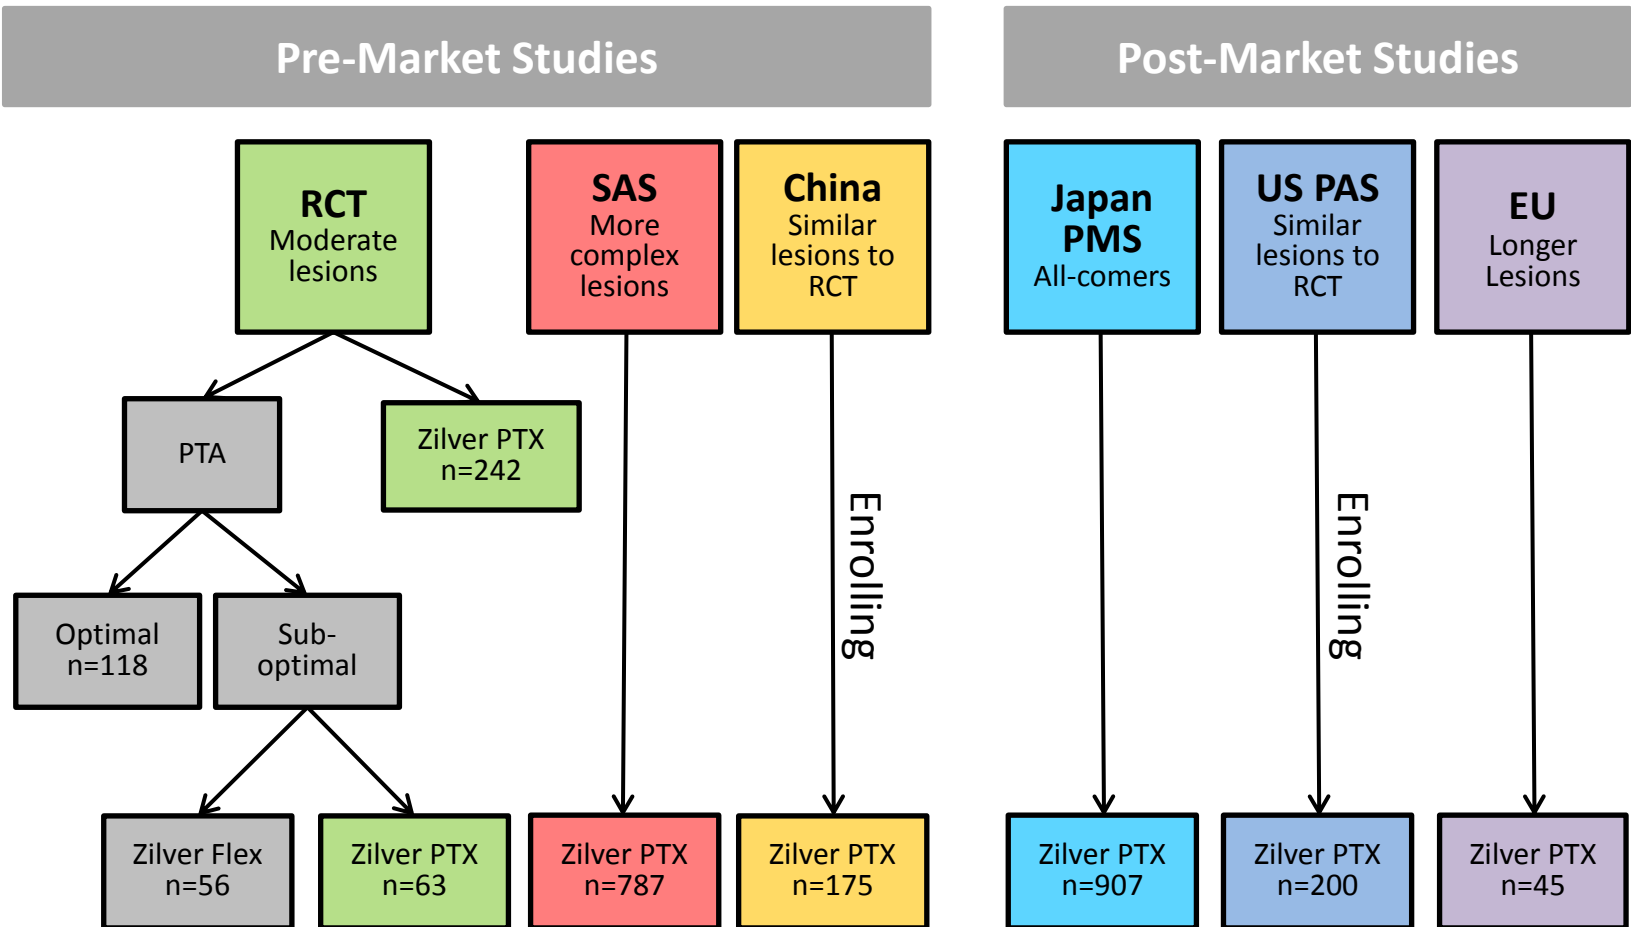 Pre-Market Studies
Post-Market Studies
RCT
Moderate
lesions
SAS
More
complex
lesions
China
Similar
lesions to
RCT
Japan
PMS
All-comers
US PAS
Similar
lesions to
RCT
EU
Longer
Lesions
PTA
Zilver PTX
n=242
Enrolling
Enrolling
Optimal
n=118
Sub-
optimal
Zilver Flex
n=56
Zilver PTX
n=63
Zilver PTX
n=787
Zilver PTX
n=175
Zilver PTX
n=907
Zilver PTX
n=200
Zilver PTX
n=45